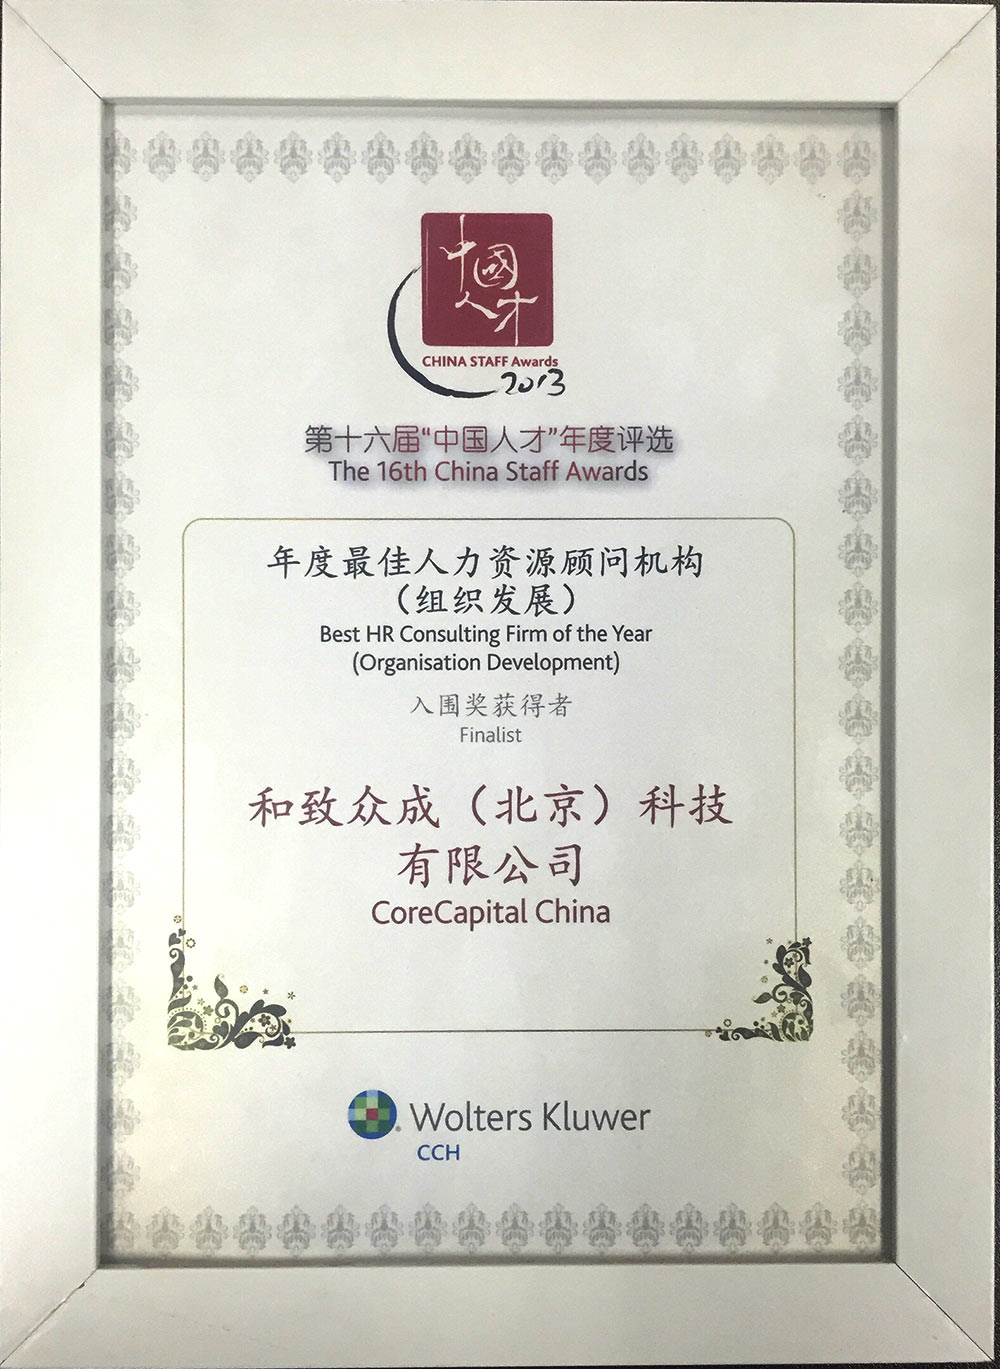 中國
人才
CHINA STAFF Awards
2013
第十六届“中国人才”年度评选
The 16th China Staff Awards
年度最佳人力资源顾问机构
（组织发展）
Best HR Consulting Firm of the Year
(Organisation Development)
入围奖获得者
Finalist
和致众成（北京）科技
有限公司
CoreCapital China
Wolters Kluwer
CCH